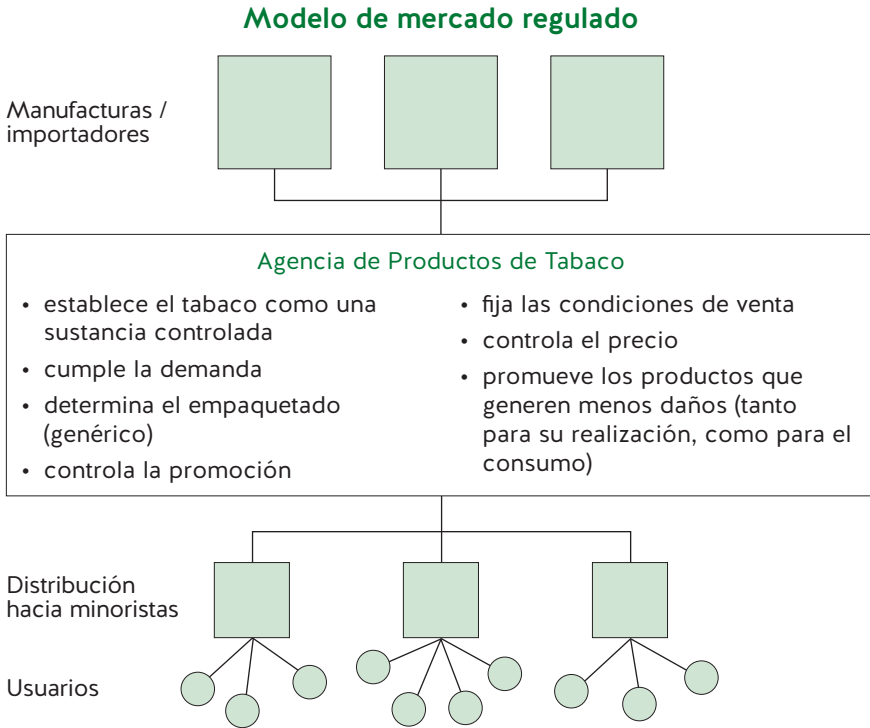 Modelo de mercado regulado
Manufacturas /
importadores
Agencia de Productos de Tabaco
• establece el tabaco como una
sustancia controlada
• cumple la demanda
• determina el empaquetado
(genérico)
• controla la promoción
• fija las condiciones de venta
• controla el precio
• promueve los productos que
generen menos daños (tanto
para su realización, como para el
consumo)
Distribución
hacia minoristas
Usuarios